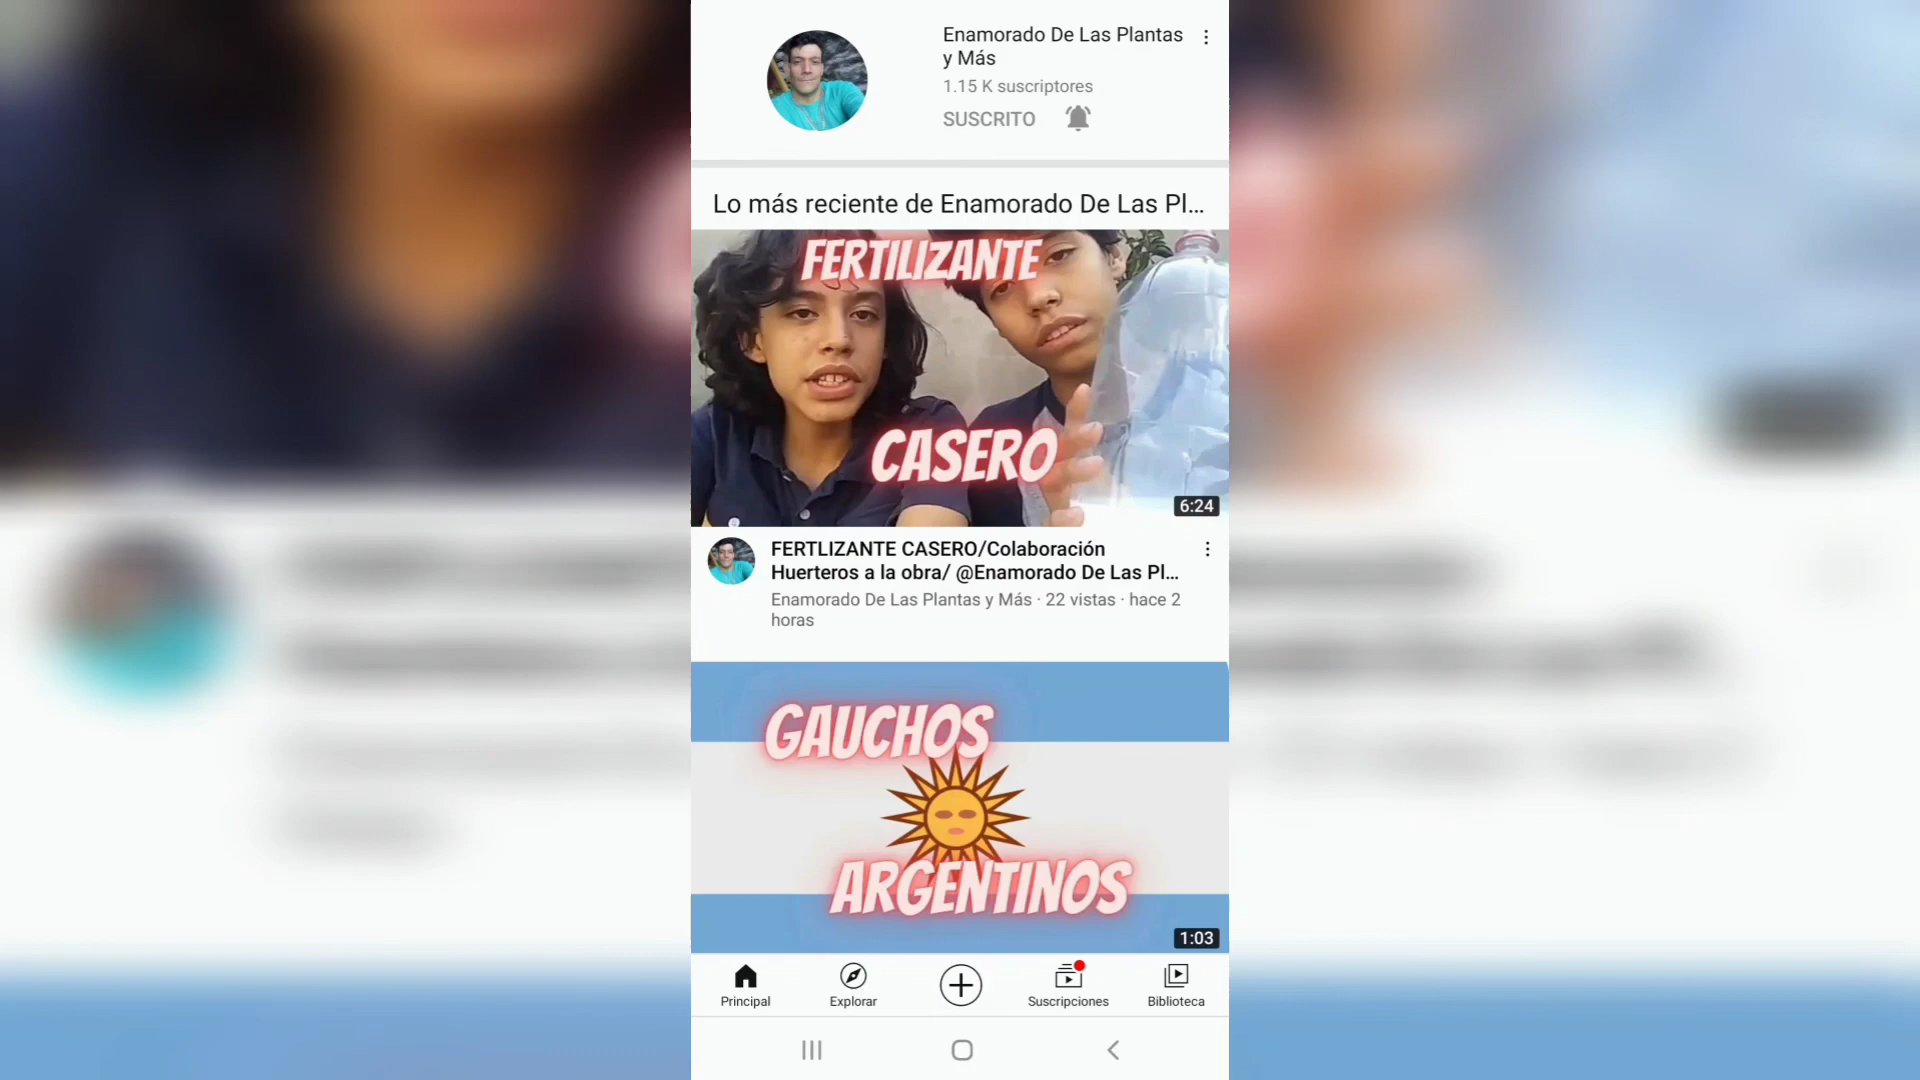 Enamorado De Las Plantas
y Más
1.15 K suscriptores
SUSCRITO
Lo más reciente de Enamorado De Las Pl...
FERTILIZANTE
CASERO
6:24
FERTLIZANTE CASERO/Colaboración
Huerteros a la obra/ @Enamorado De Las Pl...
Enamorado De Las Plantas y Más · 22 vistas · hace 2
horas
GAUCHOS
ARGENTINOS
1:03
Principal
Explorar
Suscripciones
Biblioteca